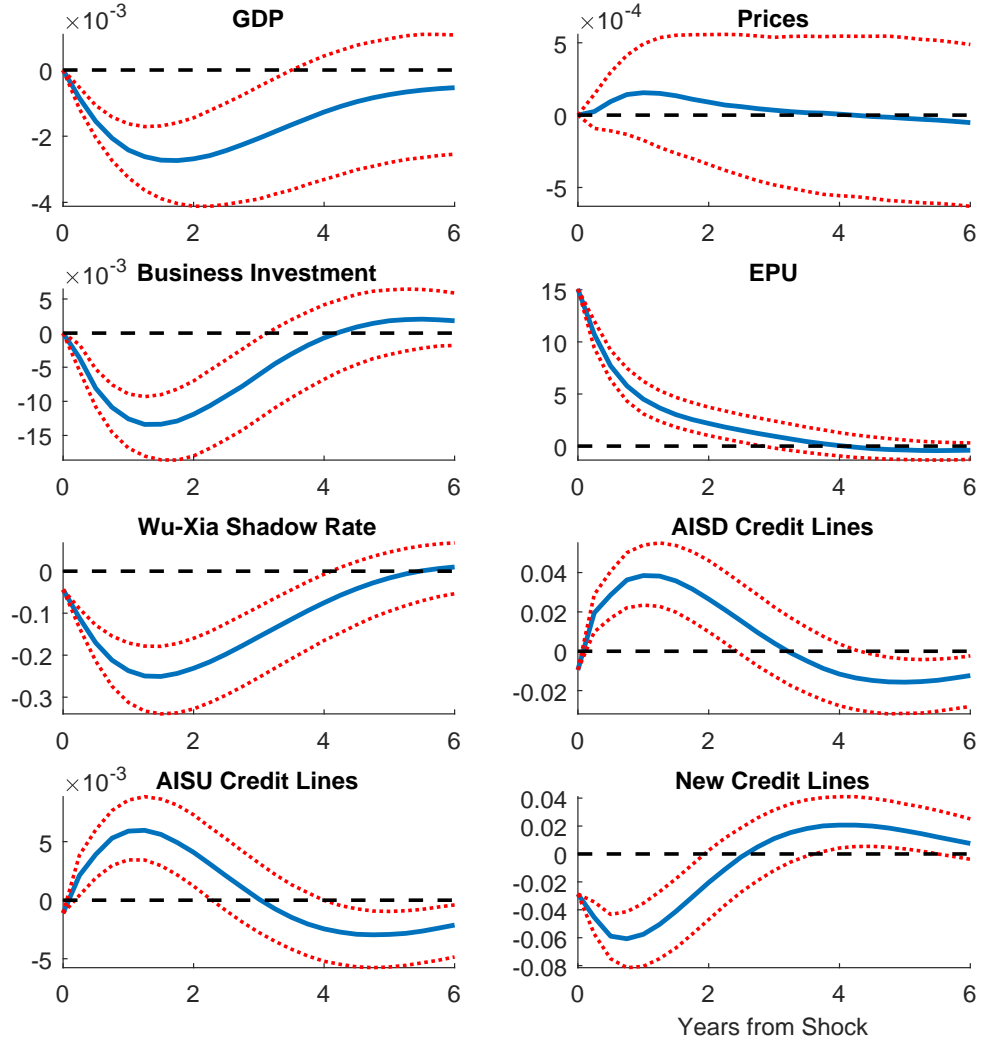 ×10⁻³
GDP
0
-2
-4
0 2 4 6
×10⁻⁴
Prices
5
0
-5
0 2 4 6
×10⁻³
Business Investment
5
0
-5
-10
-15
0 2 4 6
EPU
15
10
5
0
0 2 4 6
Wu-Xia Shadow Rate
0
-0.1
-0.2
-0.3
0 2 4 6
AISD Credit Lines
0.04
0.02
0
-0.02
0 2 4 6
×10⁻³
AISU Credit Lines
5
0
-5
0 2 4 6
New Credit Lines
0.04
0.02
0
-0.02
-0.04
-0.06
-0.08
0 2 4 6
Years from Shock